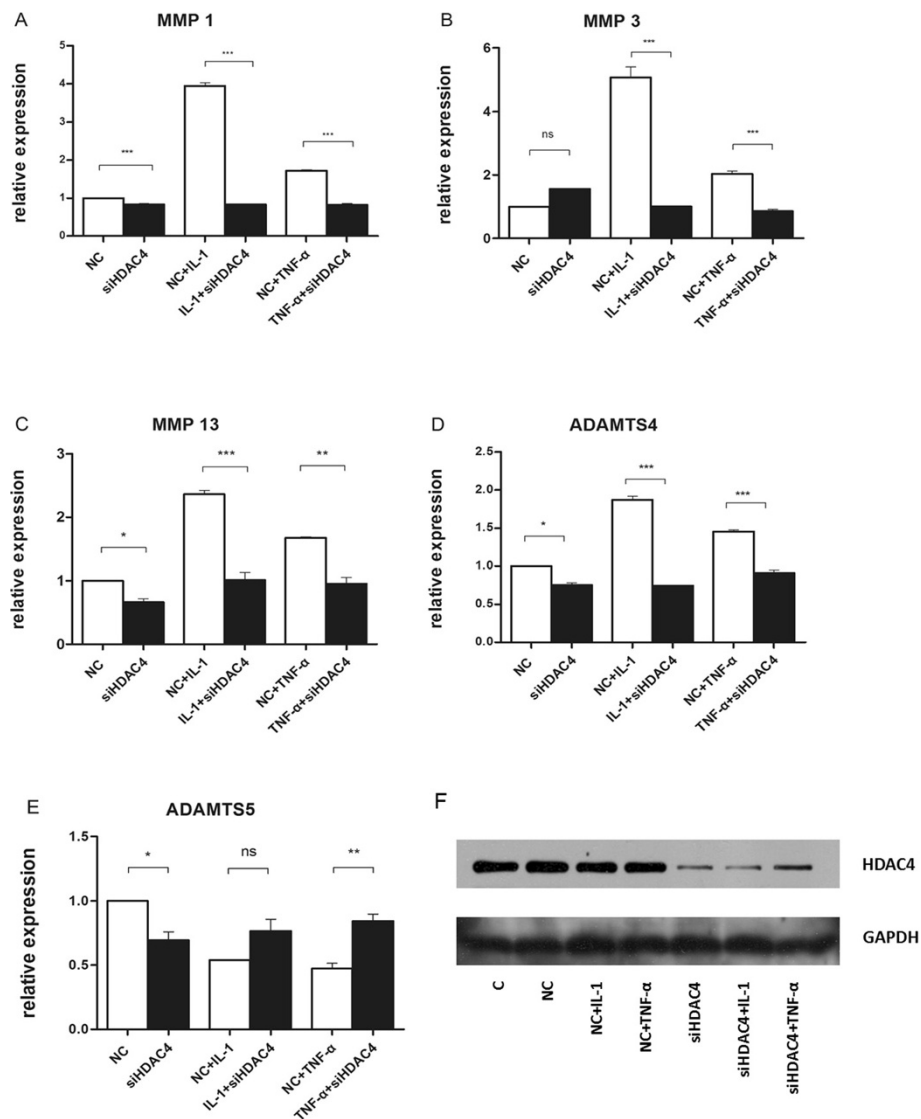 A
MMP 1
relative expression
5
4
3
2
1
0
***
***
***
NC
siHDAC4
NC+IL-1
IL-1+siHDAC4
NC+TNF-α
TNF-α+siHDAC4
B
MMP 3
relative expression
6
4
2
0
ns
***
***
NC
siHDAC4
NC+IL-1
IL-1+siHDAC4
NC+TNF-α
TNF-α+siHDAC4
C
MMP 13
relative expression
3
2
1
0
*
***
**
NC
siHDAC4
NC+IL-1
IL-1+siHDAC4
NC+TNF-α
TNF-α+siHDAC4
D
ADAMTS4
relative expression
2.5
2.0
1.5
1.0
0.5
0.0
*
***
***
NC
siHDAC4
NC+IL-1
IL-1+siHDAC4
NC+TNF-α
TNF-α+siHDAC4
E
ADAMTS5
relative expression
1.5
1.0
0.5
0.0
*
ns
**
NC
siHDAC4
NC+IL-1
IL-1+siHDAC4
NC+TNF-α
TNF-α+siHDAC4
F
HDAC4
GAPDH
C
NC
NC+IL-1
NC+TNF-α
siHDAC4
siHDAC4+IL-1
siHDAC4+TNF-α